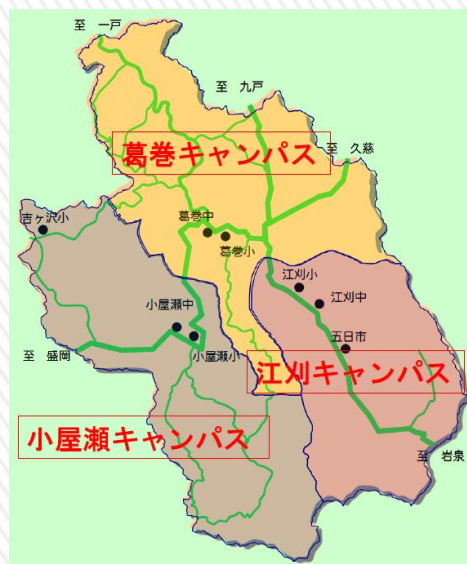 至 一戸
至 九戸
至 久慈
葛巻キャンパス
葛巻中
葛巻小
吉ヶ沢小
江刈小
江刈中
小屋瀬中
五日市
小屋瀬小
至 盛岡
江刈キャンパス
小屋瀬キャンパス
至 岩泉